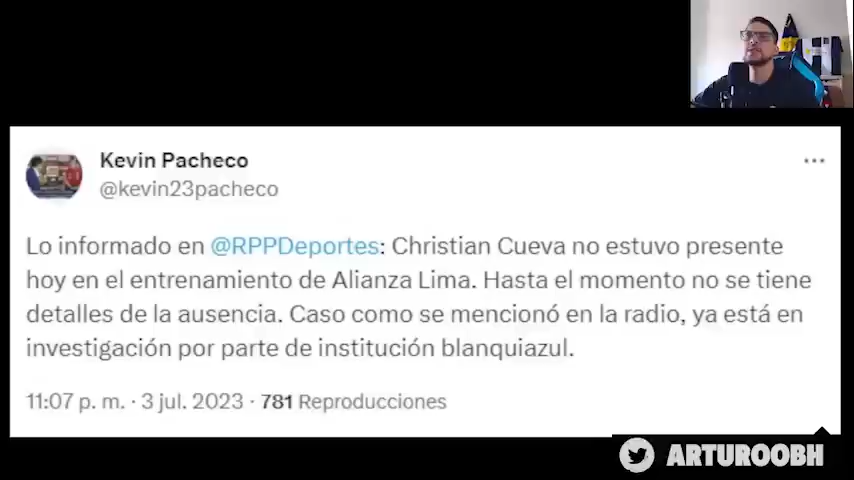 Kevin Pacheco
@kevin23pacheco
Lo informado en @RPPDeportes: Christian Cueva no estuvo presente
hoy en el entrenamiento de Alianza Lima. Hasta el momento no se tiene
detalles de la ausencia. Caso como se mencionó en la radio, ya está en
investigación por parte de institución blanquiazul.
11:07 p. m. · 3 jul. 2023 · 781 Reproducciones
ARTUROOBH